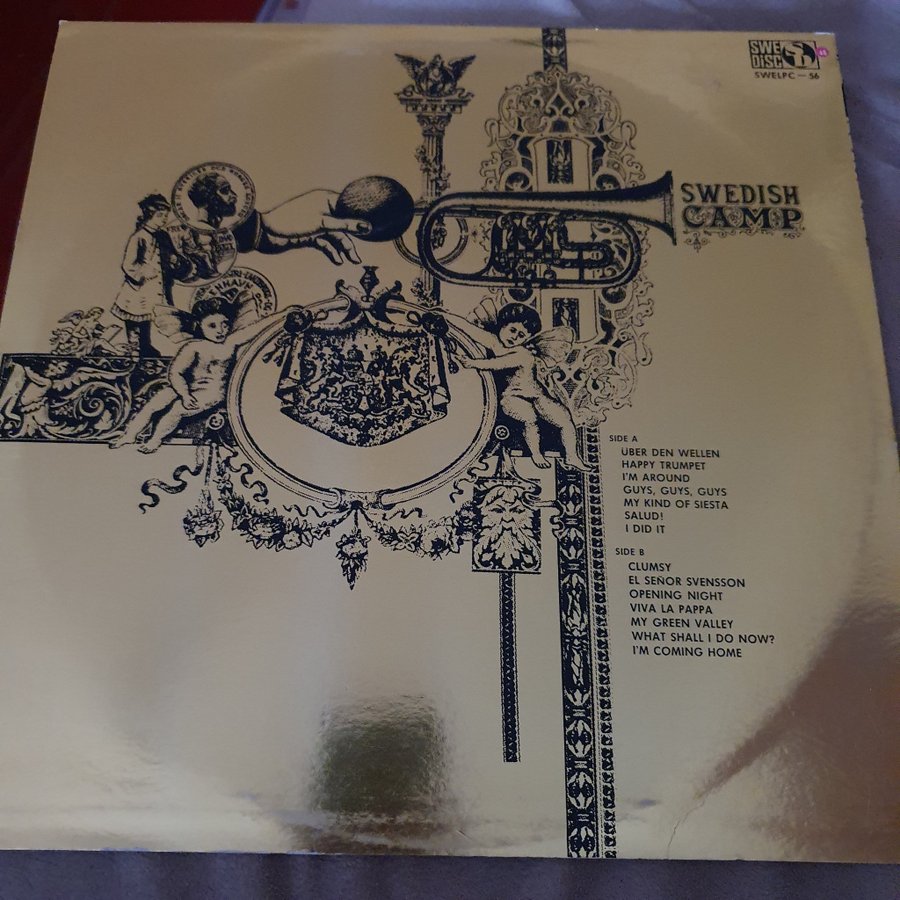 SWE
DISC
SWELPC — 56
SWEDISH
CAMP
SIDE A
ÜBER DEN WELLEN
HAPPY TRUMPET
I'M AROUND
GUYS, GUYS, GUYS
MY KIND OF SIESTA
SALUD!
I DID IT
SIDE B
CLUMSY
EL SEÑOR SVENSSON
OPENING NIGHT
VIVA LA PAPPA
MY GREEN VALLEY
WHAT SHALL I DO NOW?
I'M COMING HOME